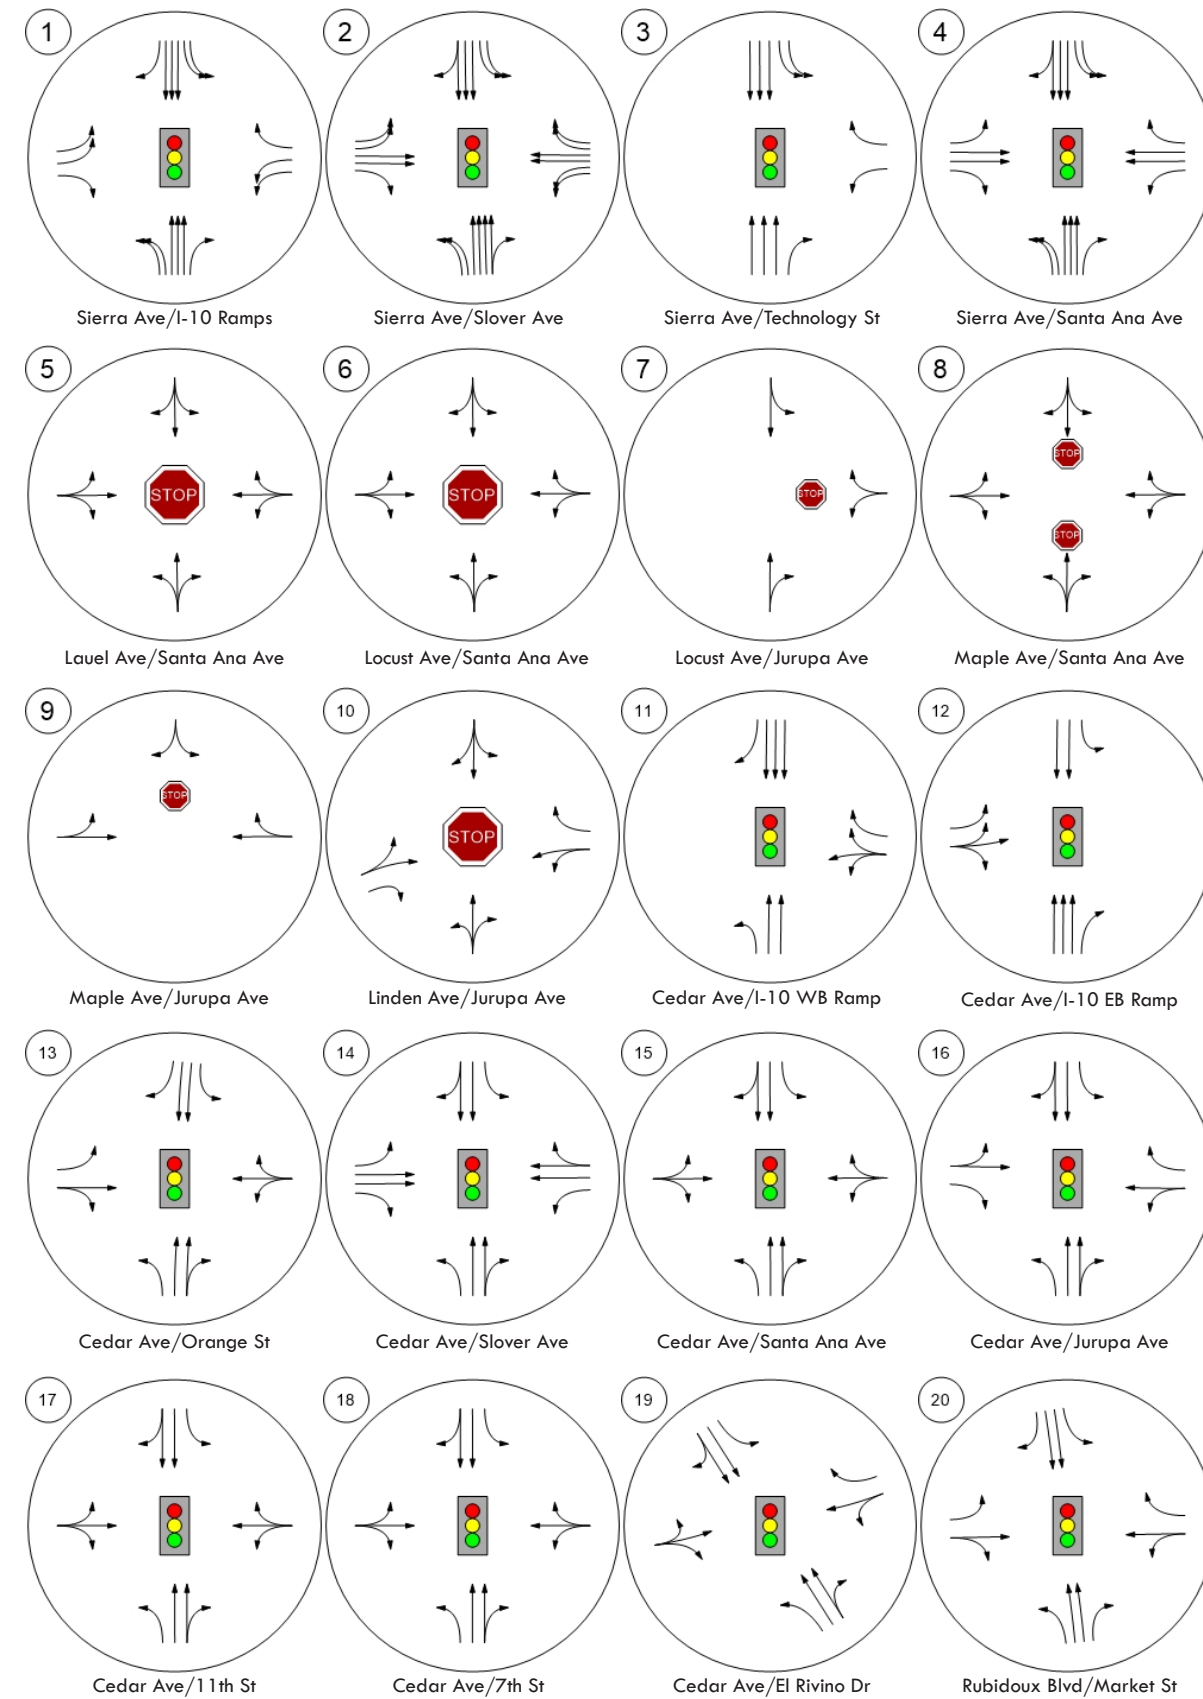 1
2
3
4
Sierra Ave/I-10 Ramps
Sierra Ave/Slover Ave
Sierra Ave/Technology St
Sierra Ave/Santa Ana Ave
5
6
7
8
STOP
STOP
STOP
STOP
STOP
Lauel Ave/Santa Ana Ave
Locust Ave/Santa Ana Ave
Locust Ave/Jurupa Ave
Maple Ave/Santa Ana Ave
9
10
11
12
STOP
STOP
Maple Ave/Jurupa Ave
Linden Ave/Jurupa Ave
Cedar Ave/I-10 WB Ramp
Cedar Ave/I-10 EB Ramp
13
14
15
16
Cedar Ave/Orange St
Cedar Ave/Slover Ave
Cedar Ave/Santa Ana Ave
Cedar Ave/Jurupa Ave
17
18
19
20
Cedar Ave/11th St
Cedar Ave/7th St
Cedar Ave/El Rivino Dr
Rubidoux Blvd/Market St